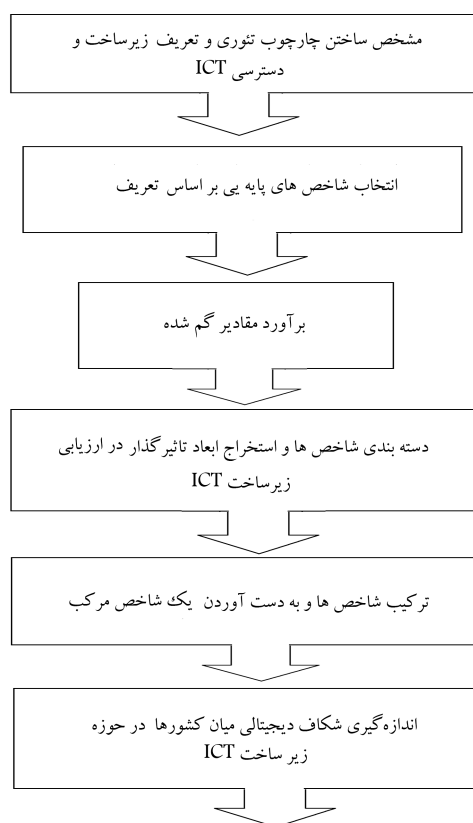 مشخص ساختن چارچوب تئوری و تعریف زیرساخت و
دسترسی ICT
انتخاب شاخص های پایه یی بر اساس تعریف
برآورد مقادیر گم شده
دسته بندی شاخص ها و استخراج ابعاد تاثیرگذار در ارزیابی
زیرساخت ICT
ترکیب شاخص ها و به دست آوردن یک شاخص مرکب
اندازه‌گیری شکاف دیجیتالی میان کشورها در حوزه
زیر ساخت ICT